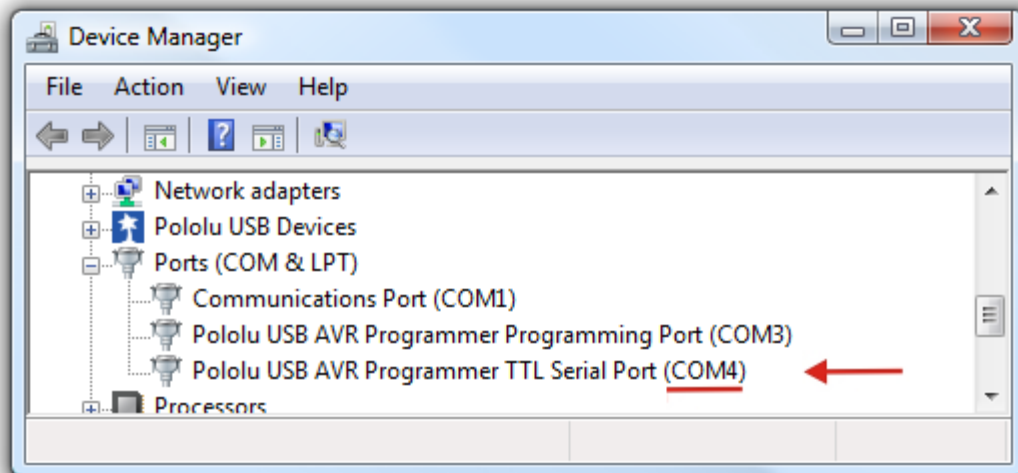 Device Manager
File Action View Help
Network adapters
Pololu USB Devices
Ports (COM & LPT)
Communications Port (COM1)
Pololu USB AVR Programmer Programming Port (COM3)
Pololu USB AVR Programmer TTL Serial Port (COM4)
Processors